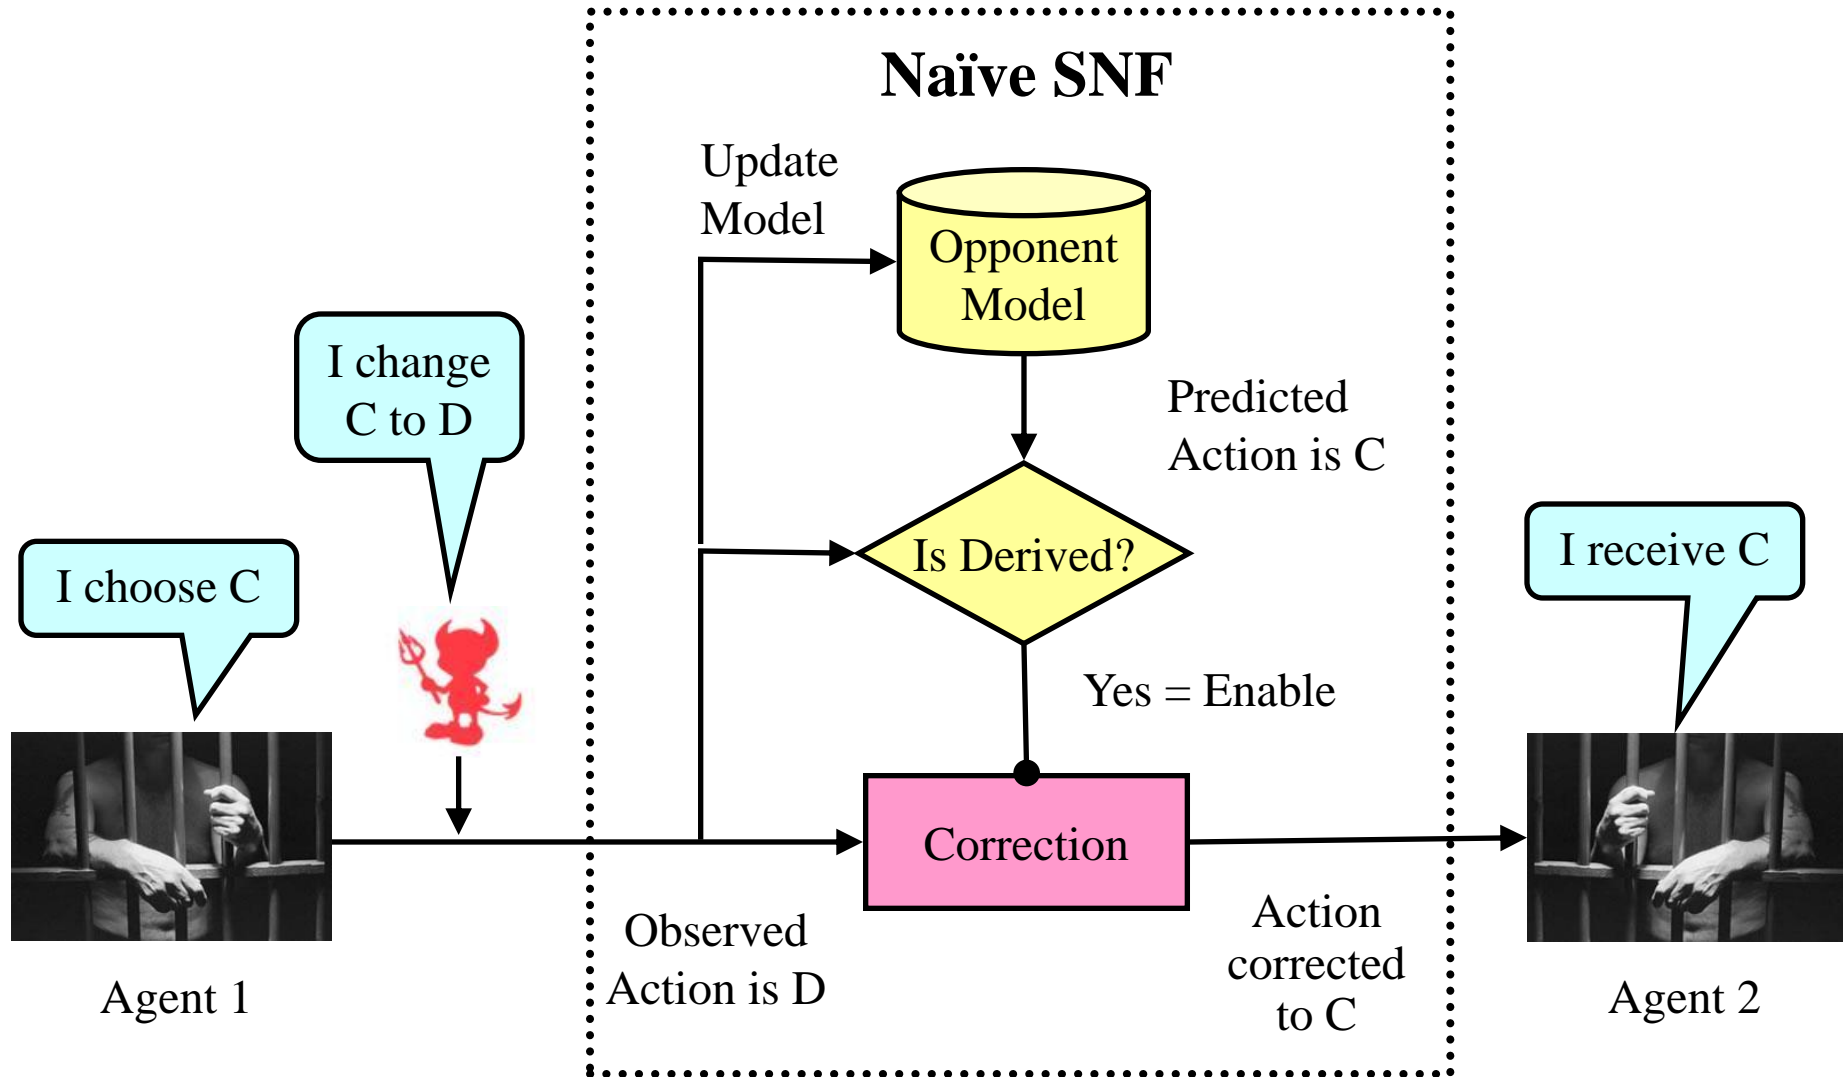 Naïve SNF
Update
Model
Opponent
Model
I change
C to D
Predicted
Action is C
I choose C
Is Derived?
I receive C
Yes = Enable
Correction
Observed
Action is D
Action
corrected
to C
Agent 1
Agent 2